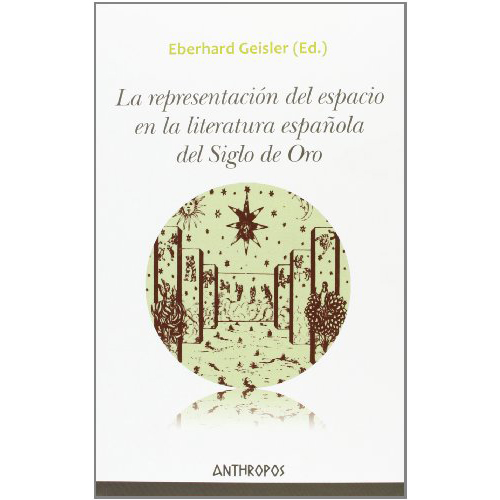 Eberhard Geisler (Ed.)
La representación del espacio
en la literatura española
del Siglo de Oro
ANTHROPOS